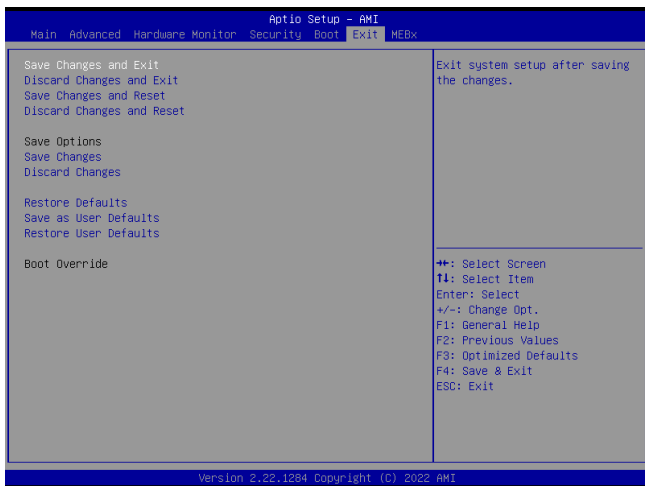 Aptio Setup – AMI
Main Advanced Hardware Monitor Security Boot Exit MEBx
Save Changes and Exit
Discard Changes and Exit
Save Changes and Reset
Discard Changes and Reset
Save Options
Save Changes
Discard Changes
Restore Defaults
Save as User Defaults
Restore User Defaults
Boot Override
Exit system setup after saving
the changes.
→←: Select Screen
↑↓: Select Item
Enter: Select
+/-: Change Opt.
F1: General Help
F2: Previous Values
F3: Optimized Defaults
F4: Save & Exit
ESC: Exit
Version 2.22.1284 Copyright (C) 2022 AMI